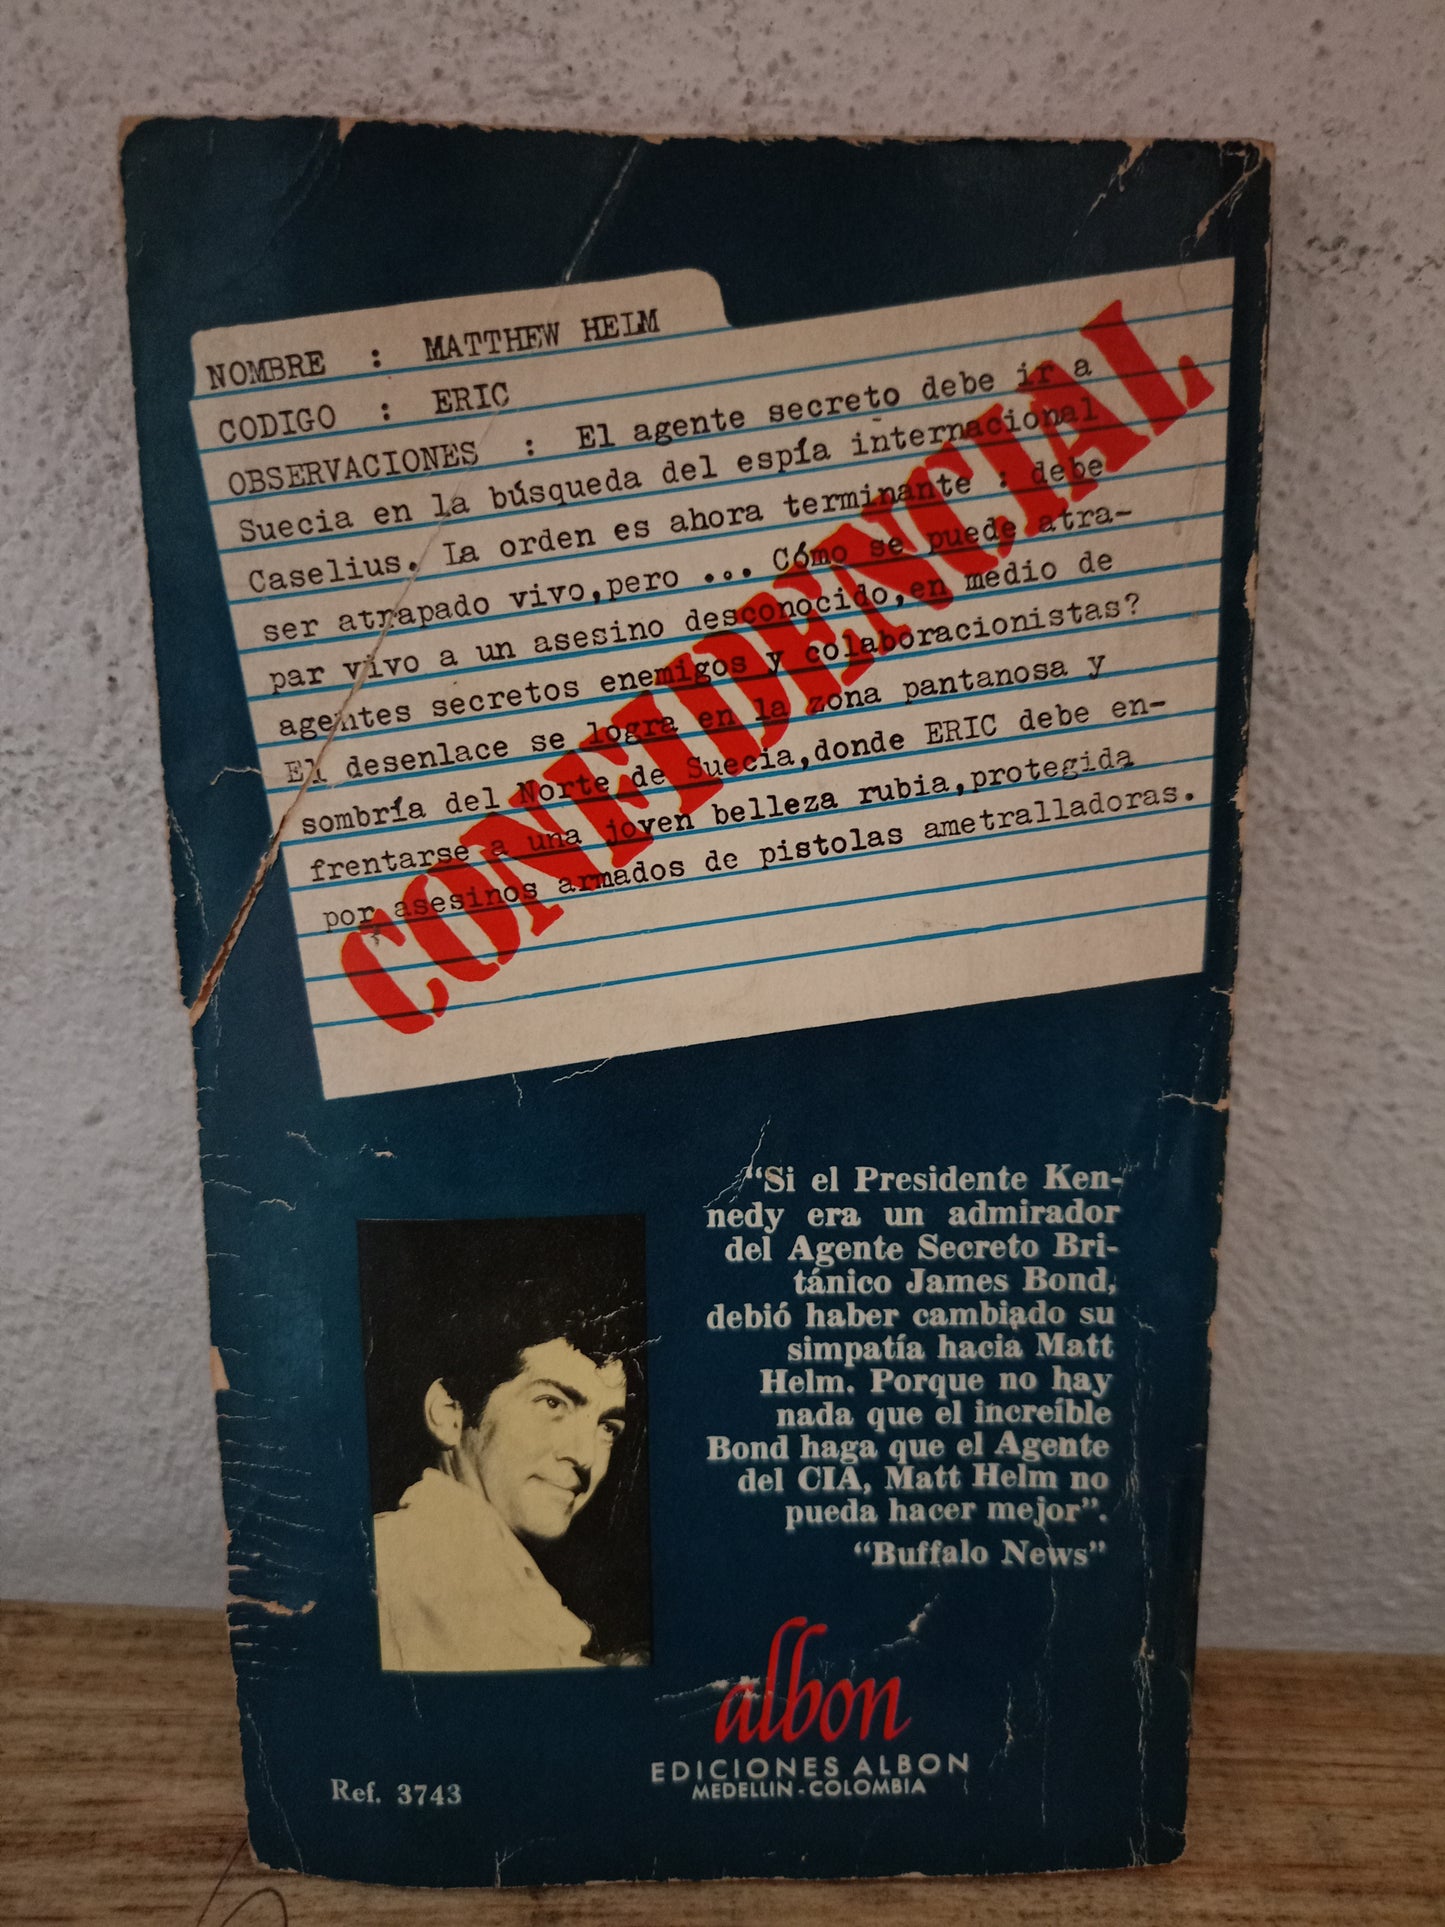 NOMBRE : MATTHEW HELM
CODIGO : ERIC
OBSERVACIONES : El agente secreto debe ir a
Suecia en la búsqueda del espía internacional
Caselius. La orden es ahora terminante : debe
ser atrapado vivo,pero ... Cómo se puede atra-
par vivo a un asesino desconocido,en medio de
agentes secretos enemigos y colaboracionistas?
El desenlace se logra en la zona pantanosa y
sombría del Norte de Suecia,donde ERIC debe en-
frentarse a una joven belleza rubia,protegida
por asesinos armados de pistolas ametralladoras.
CONFIDENCIAL
“Si el Presidente Ken-
nedy era un admirador
del Agente Secreto Bri-
tánico James Bond,
debió haber cambiado su
simpatía hacia Matt
Helm. Porque no hay
nada que el increíble
Bond haga que el Agente
del CIA, Matt Helm no
pueda hacer mejor”.
“Buffalo News”
albon
EDICIONES ALBON
MEDELLIN-COLOMBIA
Ref. 3743